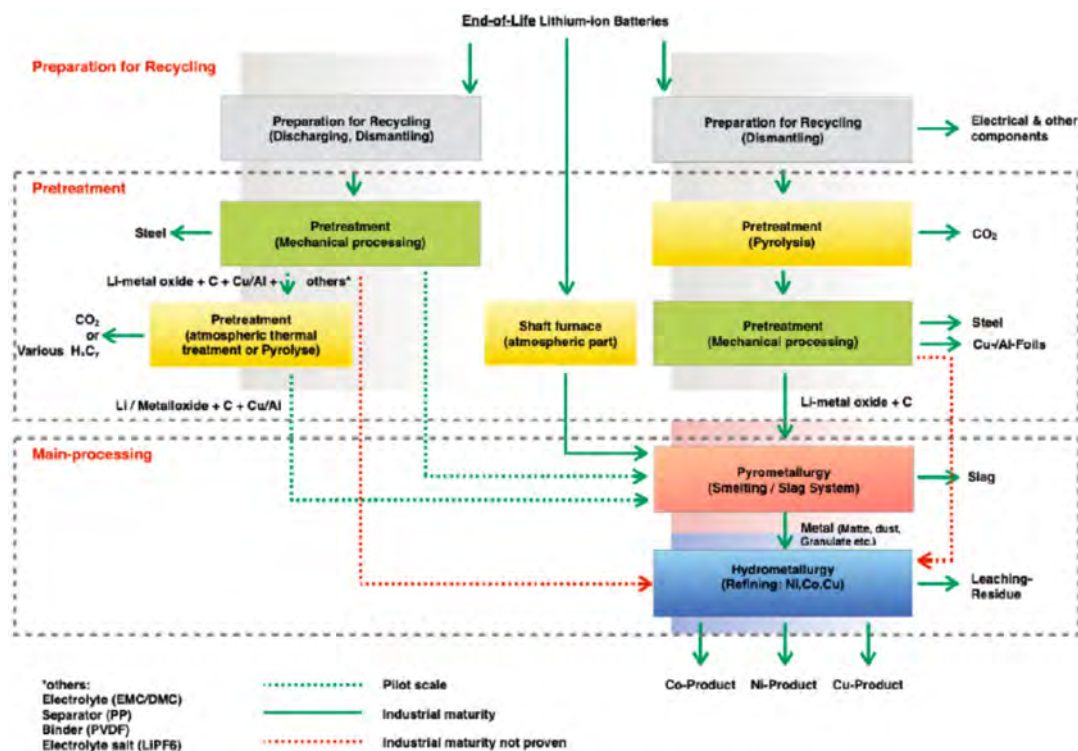 End-of-Life Lithium-ion Batteries
Preparation for Recycling
Preparation for Recycling
(Discharging, Dismantling)
Preparation for Recycling
(Dismantling)
Electrical & other
components
Pretreatment
Steel
Pretreatment
(Mechanical processing)
Pretreatment
(Pyrolysis)
CO₂
Li-metal oxide + C + Cu/Al + others*
CO₂
or
Various HₓCᵧ
Pretreatment
(atmospheric thermal
treatment or Pyrolyse)
Shaft furnace
(atmospheric part)
Pretreatment
(Mechanical processing)
Steel
Cu-/Al-Foils
Li / Metalloxide + C + Cu/Al
Li-metal oxide + C
Main-processing
Pyrometallurgy
(Smelting / Slag System)
Slag
Metal (Matte, dust,
Granulate etc.)
Hydrometallurgy
(Refining: Ni,Co,Cu)
Leaching-
Residue
Co-Product
Ni-Product
Cu-Product
*others:
Electrolyte (EMC/DMC)
Separator (PP)
Binder (PVDF)
Electrolyte salt (LiPF6)
Pilot scale
Industrial maturity
Industrial maturity not proven